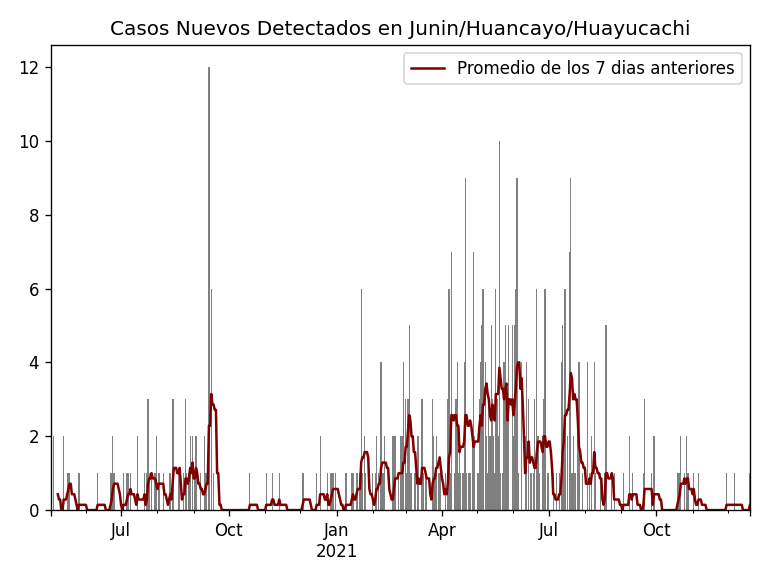 Casos Nuevos Detectados en Junin/Huancayo/Huayucachi
Promedio de los 7 dias anteriores
12
10
8
6
4
2
0
Jul
Oct
Jan
2021
Apr
Jul
Oct